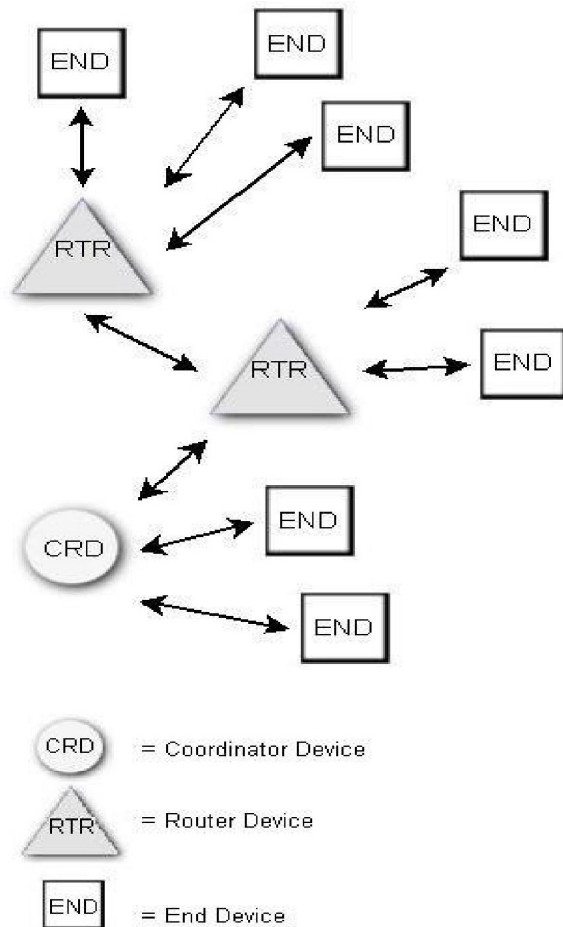 END
END
END
RTR
END
RTR
END
END
CRD
END
CRD = Coordinator Device
RTR = Router Device
END = End Device